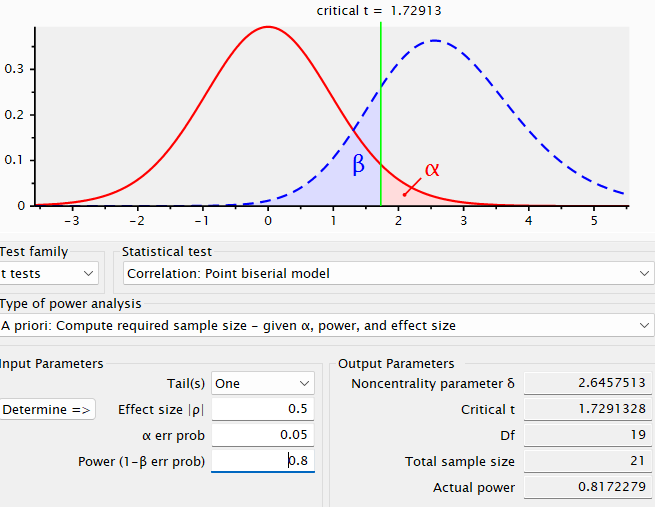 critical t = 1.72913
0.3
0.2
0.1
0
β
α
-3 -2 -1 0 1 2 3 4 5
Test family
Statistical test
t tests
Correlation: Point biserial model
Type of power analysis
A priori: Compute required sample size – given α, power, and effect size
Input Parameters
Output Parameters
Tail(s) One
Noncentrality parameter δ 2.6457513
Determine => Effect size |ρ| 0.5
Critical t 1.7291328
α err prob 0.05
Df 19
Power (1-β err prob) 0.8
Total sample size 21
Actual power 0.8172279